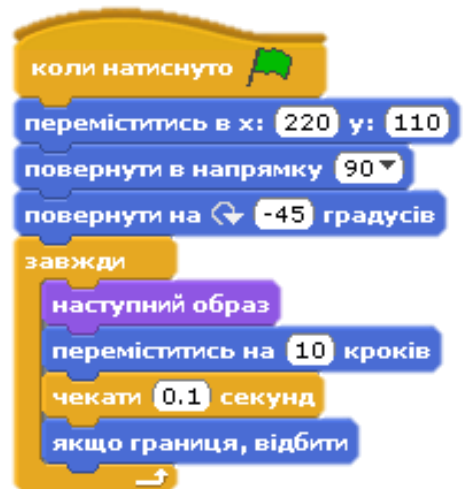 коли натиснуто
переміститись в x: 220 y: 110
повернути в напрямку 90
повернути на -45 градусів
завжди
наступний образ
переміститись на 10 кроків
чекати 0.1 секунд
якщо границя, відбити